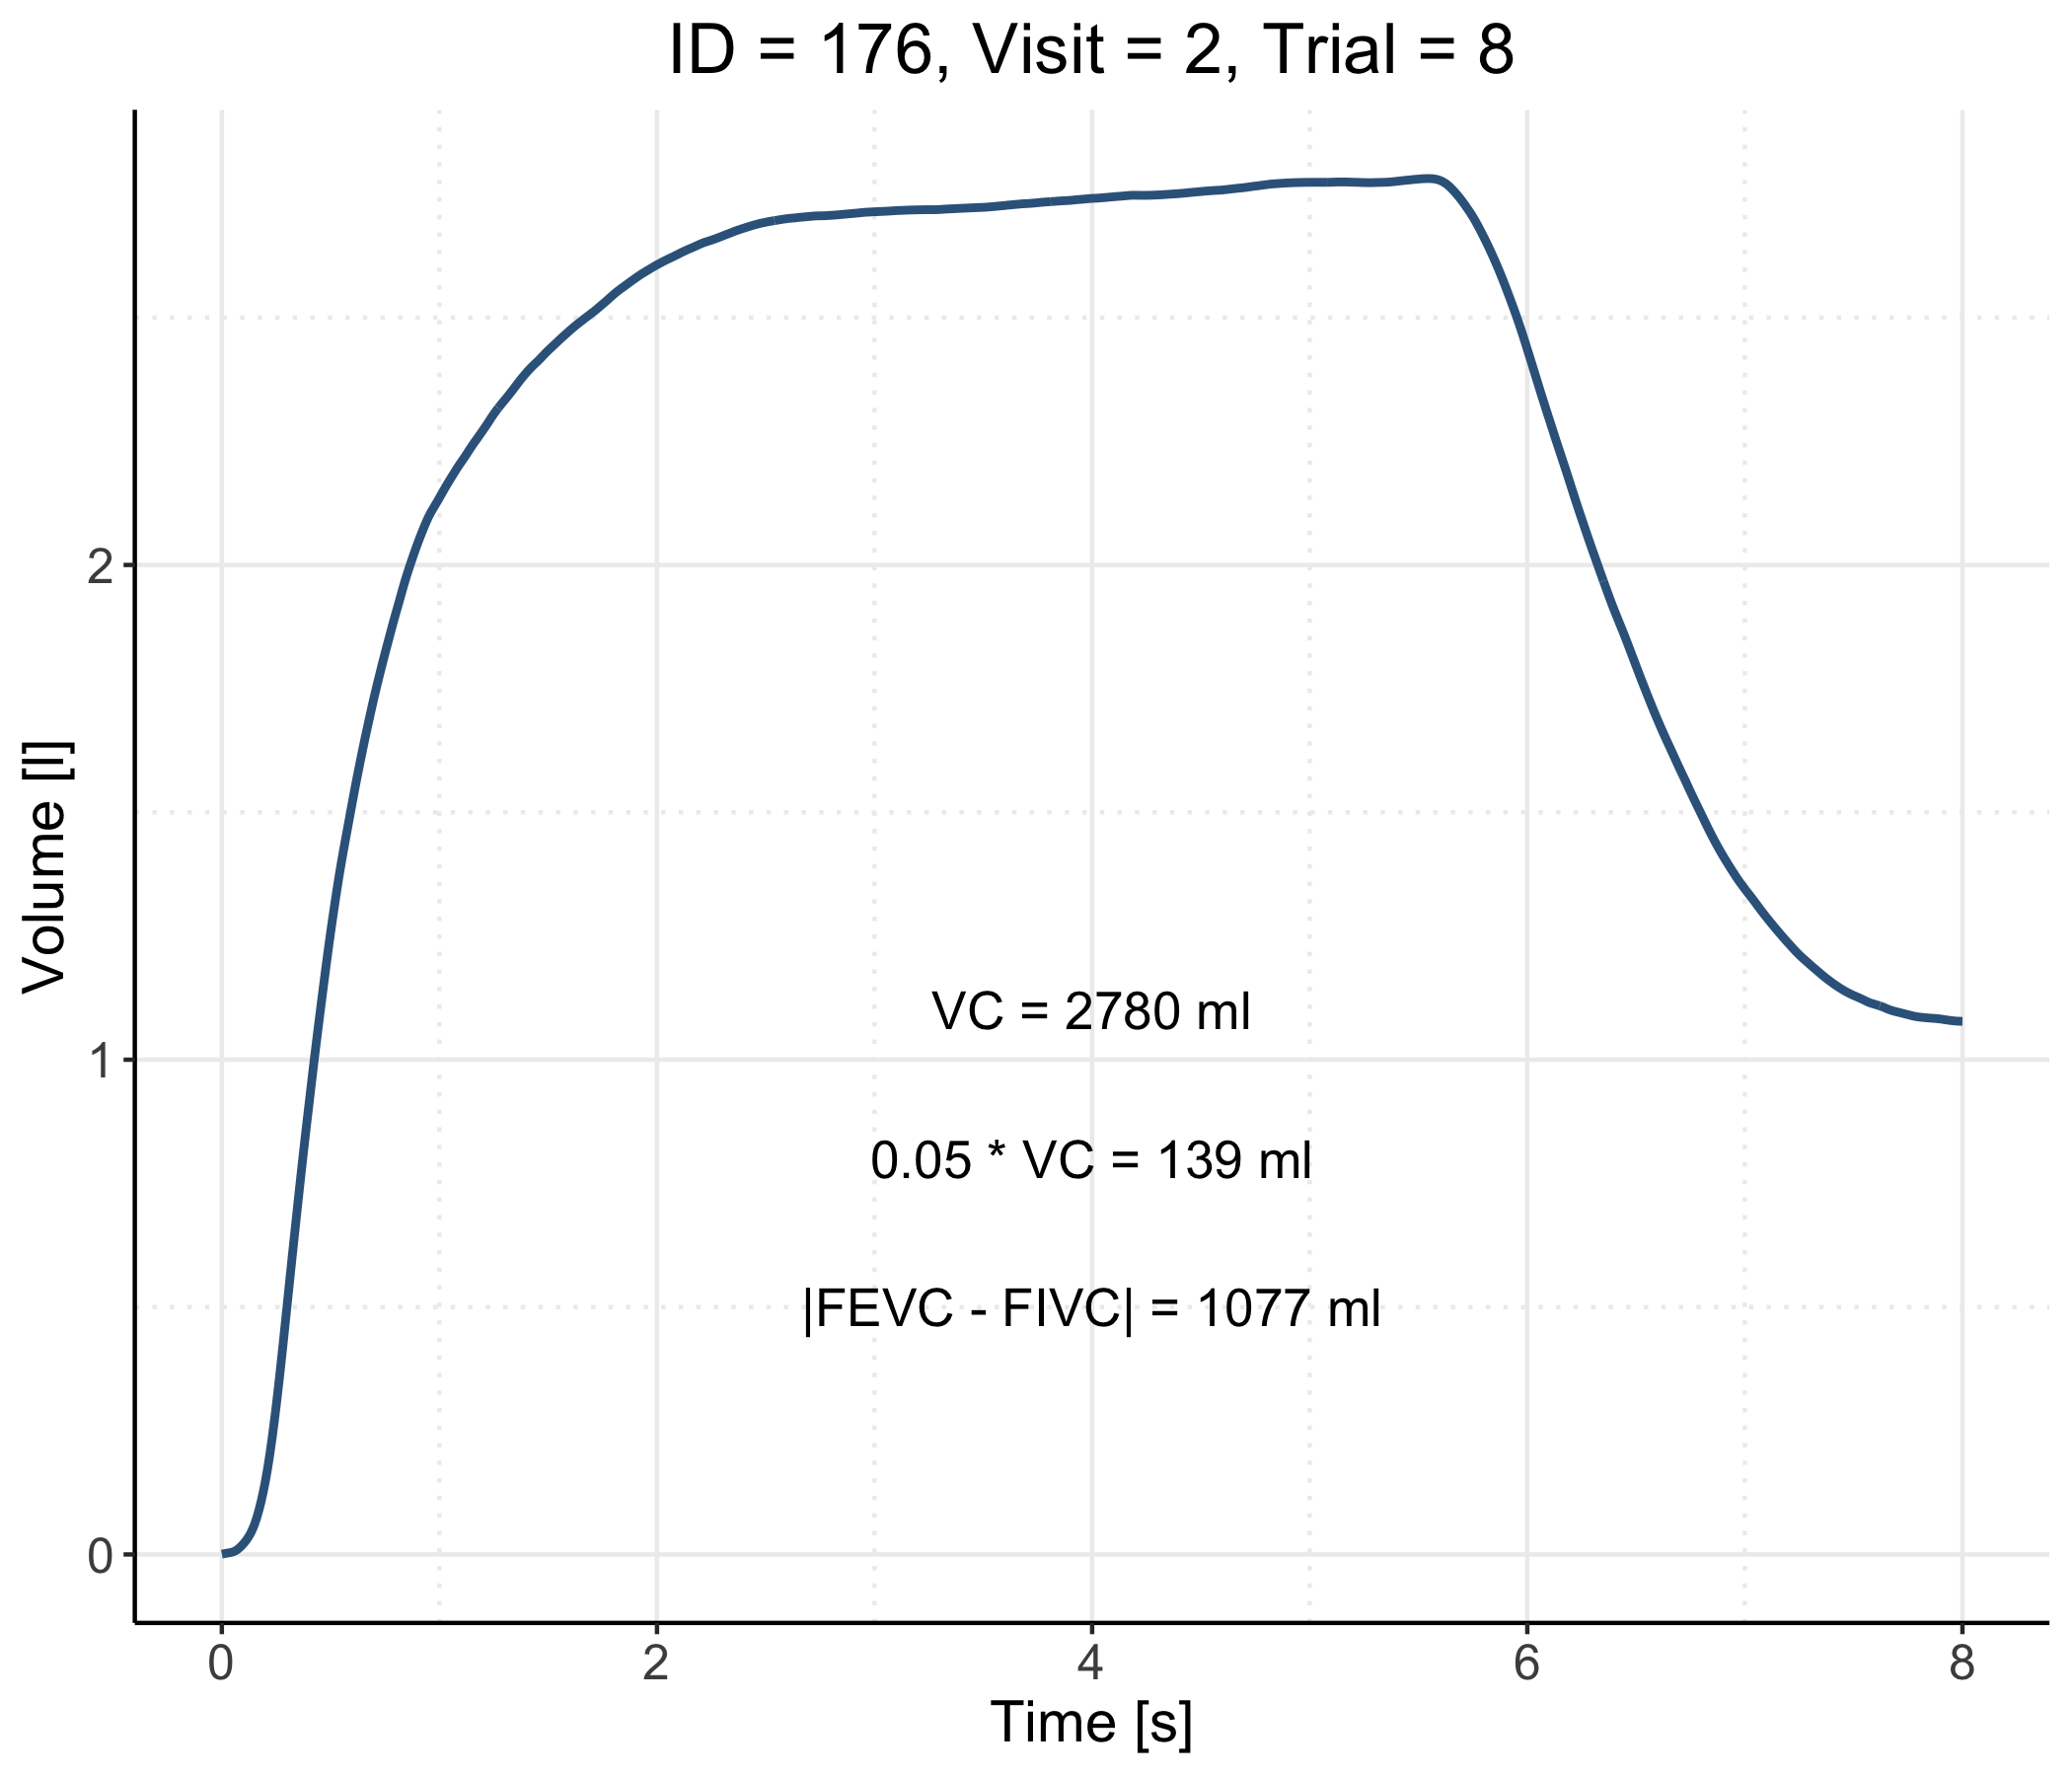 ID = 176, Visit = 2, Trial = 8
Volume [l]
2
1
0
VC = 2780 ml
0.05 * VC = 139 ml
|FEVC - FIVC| = 1077 ml
0 2 4 6 8
Time [s]